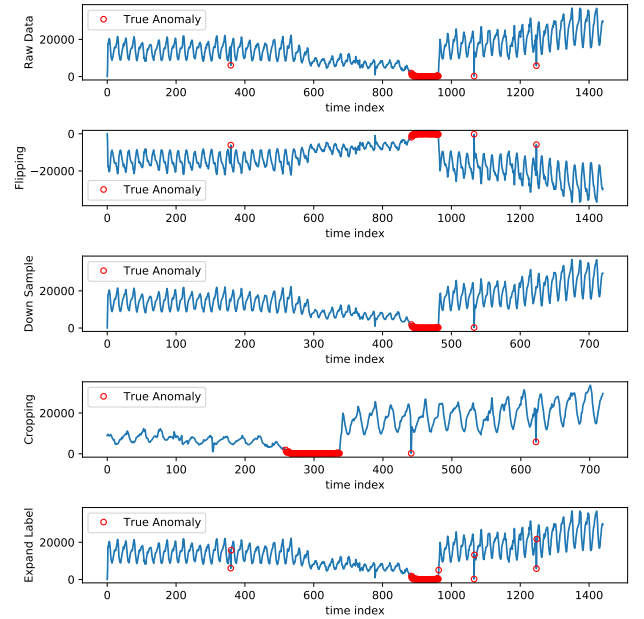 Raw Data
20000
0
True Anomaly
0 200 400 600 800 1000 1200 1400
time index
Flipping
0
−20000
True Anomaly
0 200 400 600 800 1000 1200 1400
time index
Down Sample
20000
0
True Anomaly
0 100 200 300 400 500 600 700
time index
Cropping
20000
0
True Anomaly
0 100 200 300 400 500 600 700
time index
Expand Label
20000
0
True Anomaly
0 200 400 600 800 1000 1200 1400
time index